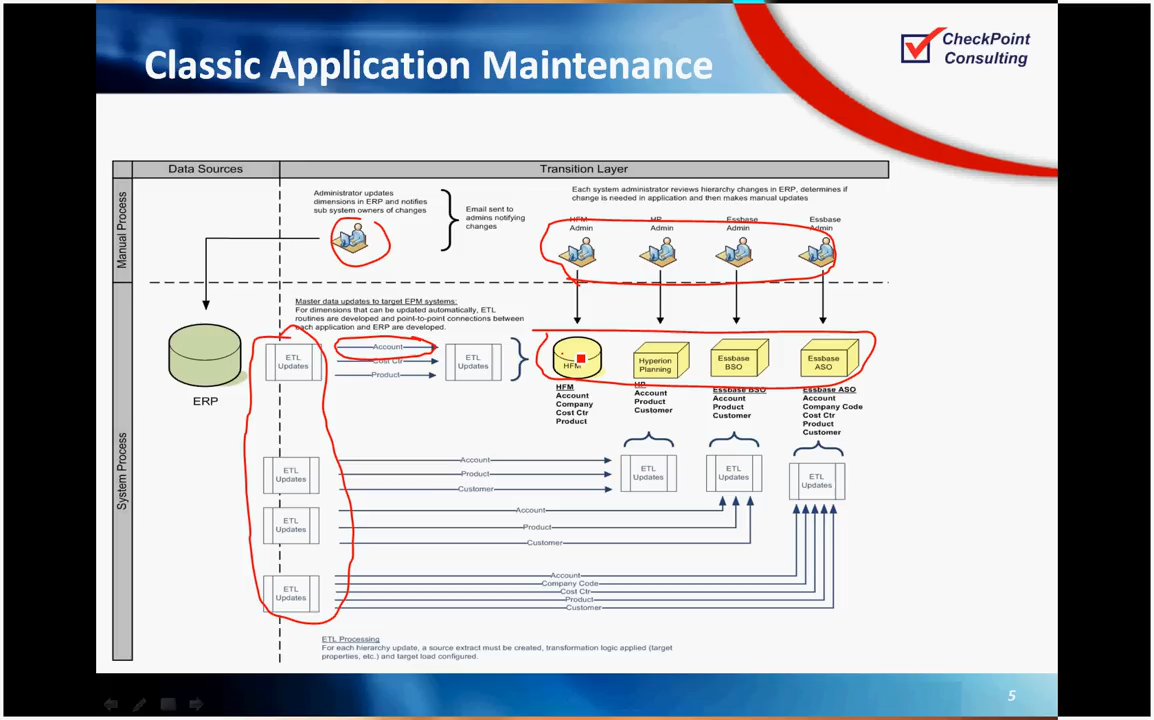 Classic Application Maintenance
CheckPoint
Consulting
Data Sources
Transition Layer
Manual Process
Administrator updates
dimensions in ERP and notifies
sub system owners of changes
Email sent to
admins notifying
changes
Each system administrator reviews hierarchy changes in ERP, determines if
change is needed in application and then makes manual updates
HFM
Admin
HP
Admin
Essbase
Admin
Essbase
Admin
System Process
Master data updates to target EPM systems:
For dimensions that can be updated automatically, ETL
routines are developed and point-to-point connections between
each application and ERP are developed.
ERP
ETL
Updates
Account
Cost Ctr
Product
ETL
Updates
HFM
Hyperion
Planning
Essbase
BSO
Essbase
ASO
HFM
Account
Company
Cost Ctr
Product
HP
Account
Product
Customer
Essbase BSO
Account
Product
Customer
Essbase ASO
Account
Company Code
Cost Ctr
Product
Customer
ETL
Updates
Account
Product
Customer
ETL
Updates
ETL
Updates
ETL
Updates
ETL
Updates
Account
Product
Customer
ETL
Updates
Account
Company Code
Cost Ctr
Product
Customer
ETL Processing
For each hierarchy update, a source extract must be created, transformation logic applied (target
properties, etc.) and target load configured.
5